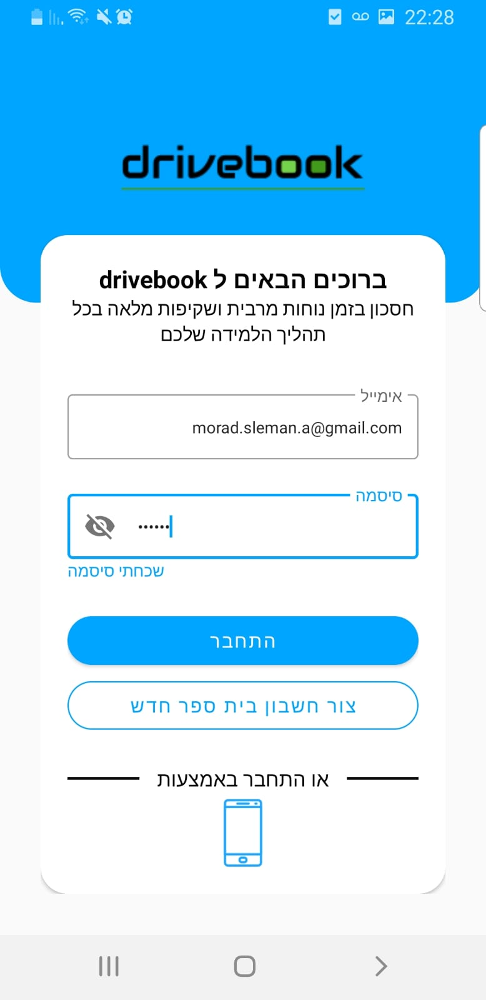 22:28
drivebook
ברוכים הבאים ל drivebook
חסכון בזמן נוחות מרבית ושקיפות מלאה בכל
תהליך הלמידה שלכם
אימייל
morad.sleman.a@gmail.com
סיסמה
••••••
שכחתי סיסמה
התחבר
צור חשבון בית ספר חדש
או התחבר באמצעות